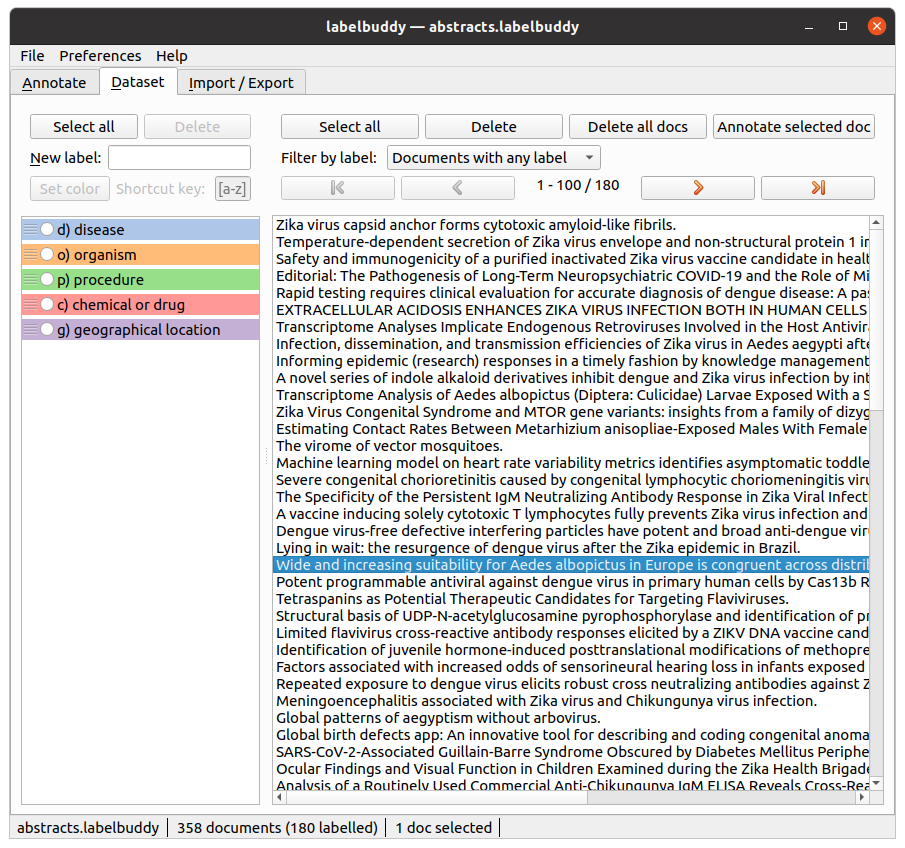 labelbuddy — abstracts.labelbuddy
File Preferences Help
Annotate Dataset Import / Export
Select all Delete Select all Delete Delete all docs Annotate selected doc
New label: Filter by label: Documents with any label
Set color Shortcut key: [a-z] 1 - 100 / 180
d) disease
o) organism
p) procedure
c) chemical or drug
g) geographical location
Zika virus capsid anchor forms cytotoxic amyloid-like fibrils.
Temperature-dependent secretion of Zika virus envelope and non-structural protein 1 in
Safety and immunogenicity of a purified inactivated Zika virus vaccine candidate in healt
Editorial: The Pathogenesis of Long-Term Neuropsychiatric COVID-19 and the Role of Mi
Rapid testing requires clinical evaluation for accurate diagnosis of dengue disease: A pas
EXTRACELLULAR ACIDOSIS ENHANCES ZIKA VIRUS INFECTION BOTH IN HUMAN CELLS
Transcriptome Analyses Implicate Endogenous Retroviruses Involved in the Host Antivira
Infection, dissemination, and transmission efficiencies of Zika virus in Aedes aegypti afte
Informing epidemic (research) responses in a timely fashion by knowledge management
A novel series of indole alkaloid derivatives inhibit dengue and Zika virus infection by int
Transcriptome Analysis of Aedes albopictus (Diptera: Culicidae) Larvae Exposed With a S
Zika Virus Congenital Syndrome and MTOR gene variants: insights from a family of dizyg
Estimating Contact Rates Between Metarhizium anisopliae-Exposed Males With Female
The virome of vector mosquitoes.
Machine learning model on heart rate variability metrics identifies asymptomatic toddle
Severe congenital chorioretinitis caused by congenital lymphocytic choriomeningitis viru
The Specificity of the Persistent IgM Neutralizing Antibody Response in Zika Viral Infect
A vaccine inducing solely cytotoxic T lymphocytes fully prevents Zika virus infection and
Dengue virus-free defective interfering particles have potent and broad anti-dengue viru
Lying in wait: the resurgence of dengue virus after the Zika epidemic in Brazil.
Wide and increasing suitability for Aedes albopictus in Europe is congruent across distril
Potent programmable antiviral against dengue virus in primary human cells by Cas13b R
Tetraspanins as Potential Therapeutic Candidates for Targeting Flaviviruses.
Structural basis of UDP-N-acetylglucosamine pyrophosphorylase and identification of pr
Limited flavivirus cross-reactive antibody responses elicited by a ZIKV DNA vaccine cand
Identification of juvenile hormone-induced posttranslational modifications of methopre
Factors associated with increased odds of sensorineural hearing loss in infants exposed
Repeated exposure to dengue virus elicits robust cross neutralizing antibodies against Z
Meningoencephalitis associated with Zika virus and Chikungunya virus infection.
Global patterns of aegyptism without arbovirus.
Global birth defects app: An innovative tool for describing and coding congenital anoma
SARS-CoV-2-Associated Guillain-Barre Syndrome Obscured by Diabetes Mellitus Periphe
Ocular Findings and Visual Function in Children Examined during the Zika Health Brigade
Analysis of a Routinely Used Commercial Anti-Chikungunya IgM ELISA Reveals Cross-Rea
abstracts.labelbuddy 358 documents (180 labelled) 1 doc selected